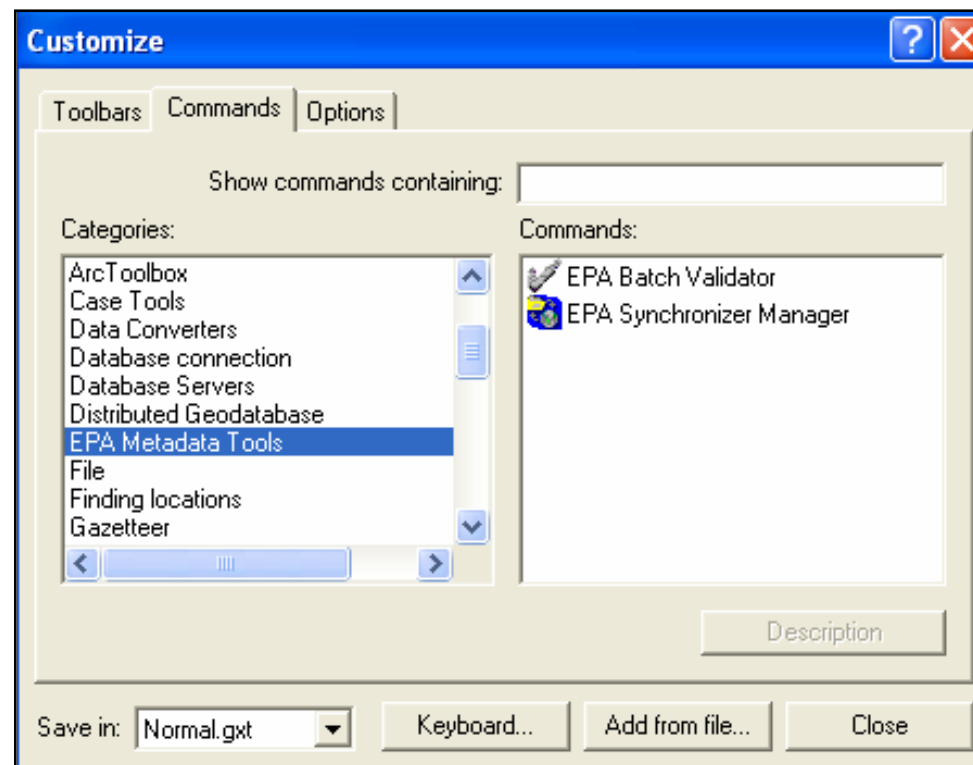 Customize
Toolbars Commands Options
Show commands containing:
Categories:
ArcToolbox
Case Tools
Data Converters
Database connection
Database Servers
Distributed Geodatabase
EPA Metadata Tools
File
Finding locations
Gazetteer
Commands:
EPA Batch Validator
EPA Synchronizer Manager
Description
Save in: Normal.gxt Keyboard... Add from file... Close